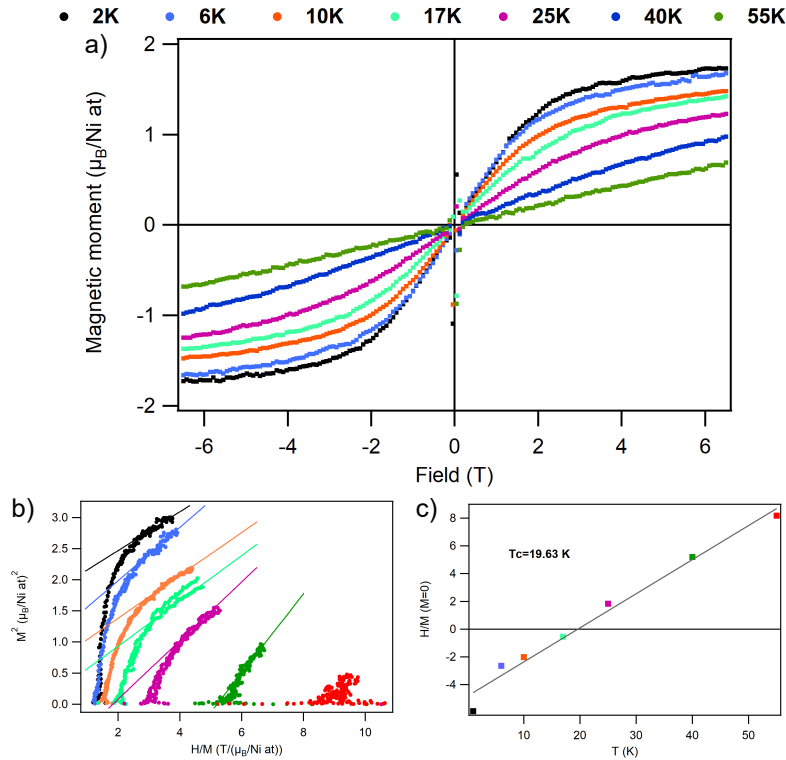 2K 6K 10K 17K 25K 40K 55K
a)
2
1
0
-1
-2
Magnetic moment (μB/Ni at)
-6 -4 -2 0 2 4 6
Field (T)
b)
3.0
2.5
2.0
1.5
1.0
0.5
0.0
M² (μB/Ni at)²
2 4 6 8 10
H/M (T/(μB/Ni at))
c)
8
6
4
2
0
-2
-4
H/M (M=0)
Tc=19.63 K
10 20 30 40 50
T (K)